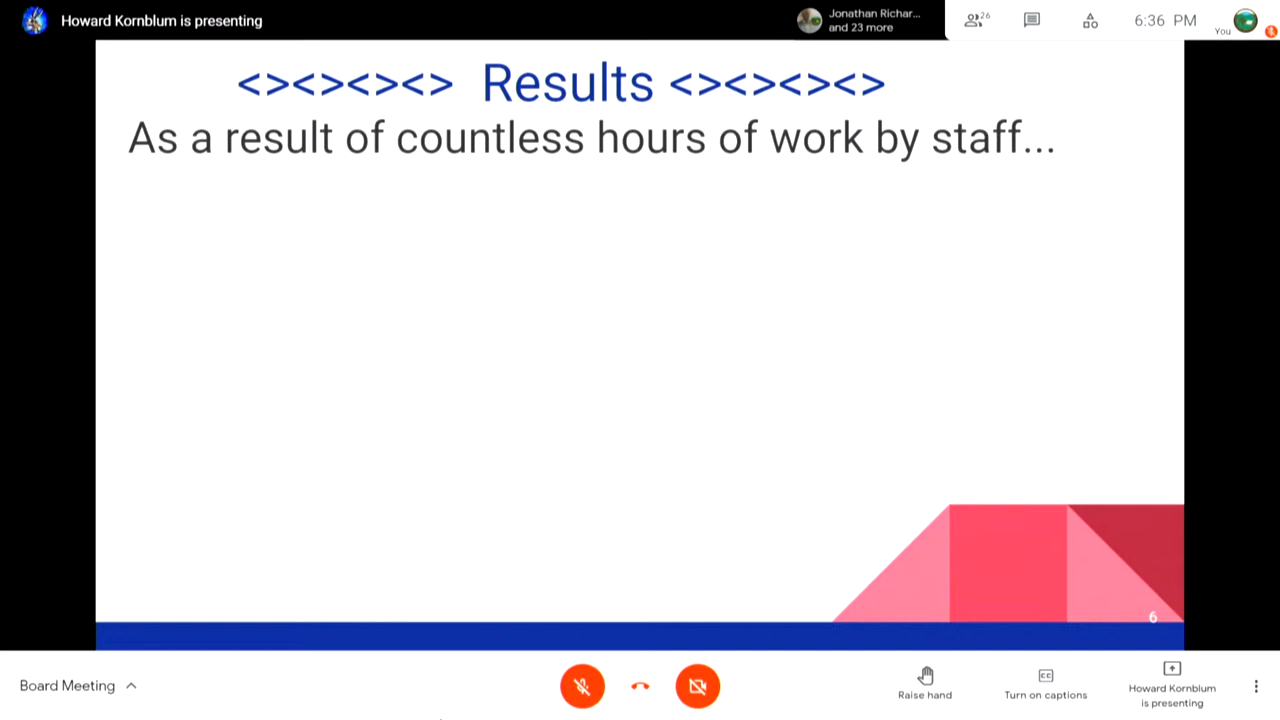 Howard Kornblum is presenting
Jonathan Richar...
and 23 more
26
6:36 PM
You
<><><><> Results <><><><>
As a result of countless hours of work by staff...
6
Board Meeting
Raise hand
CC
Turn on captions
Howard Kornblum
is presenting